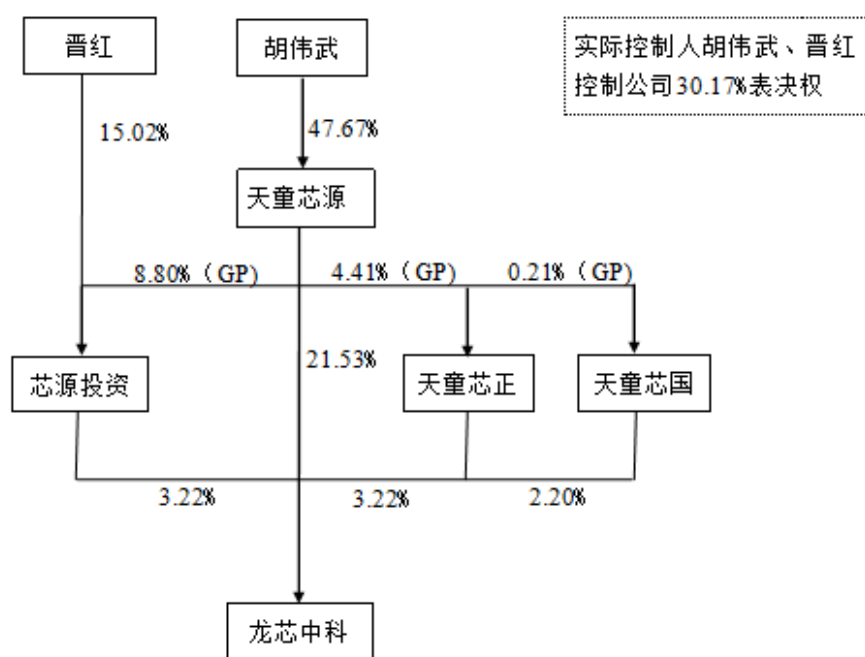 晋红
胡伟武
实际控制人胡伟武、晋红
控制公司30.17%表决权
15.02%
47.67%
天童芯源
8.80%（GP)
4.41%（GP)
0.21%（GP)
21.53%
芯源投资
天童芯正
天童芯国
3.22%
3.22%
2.20%
龙芯中科